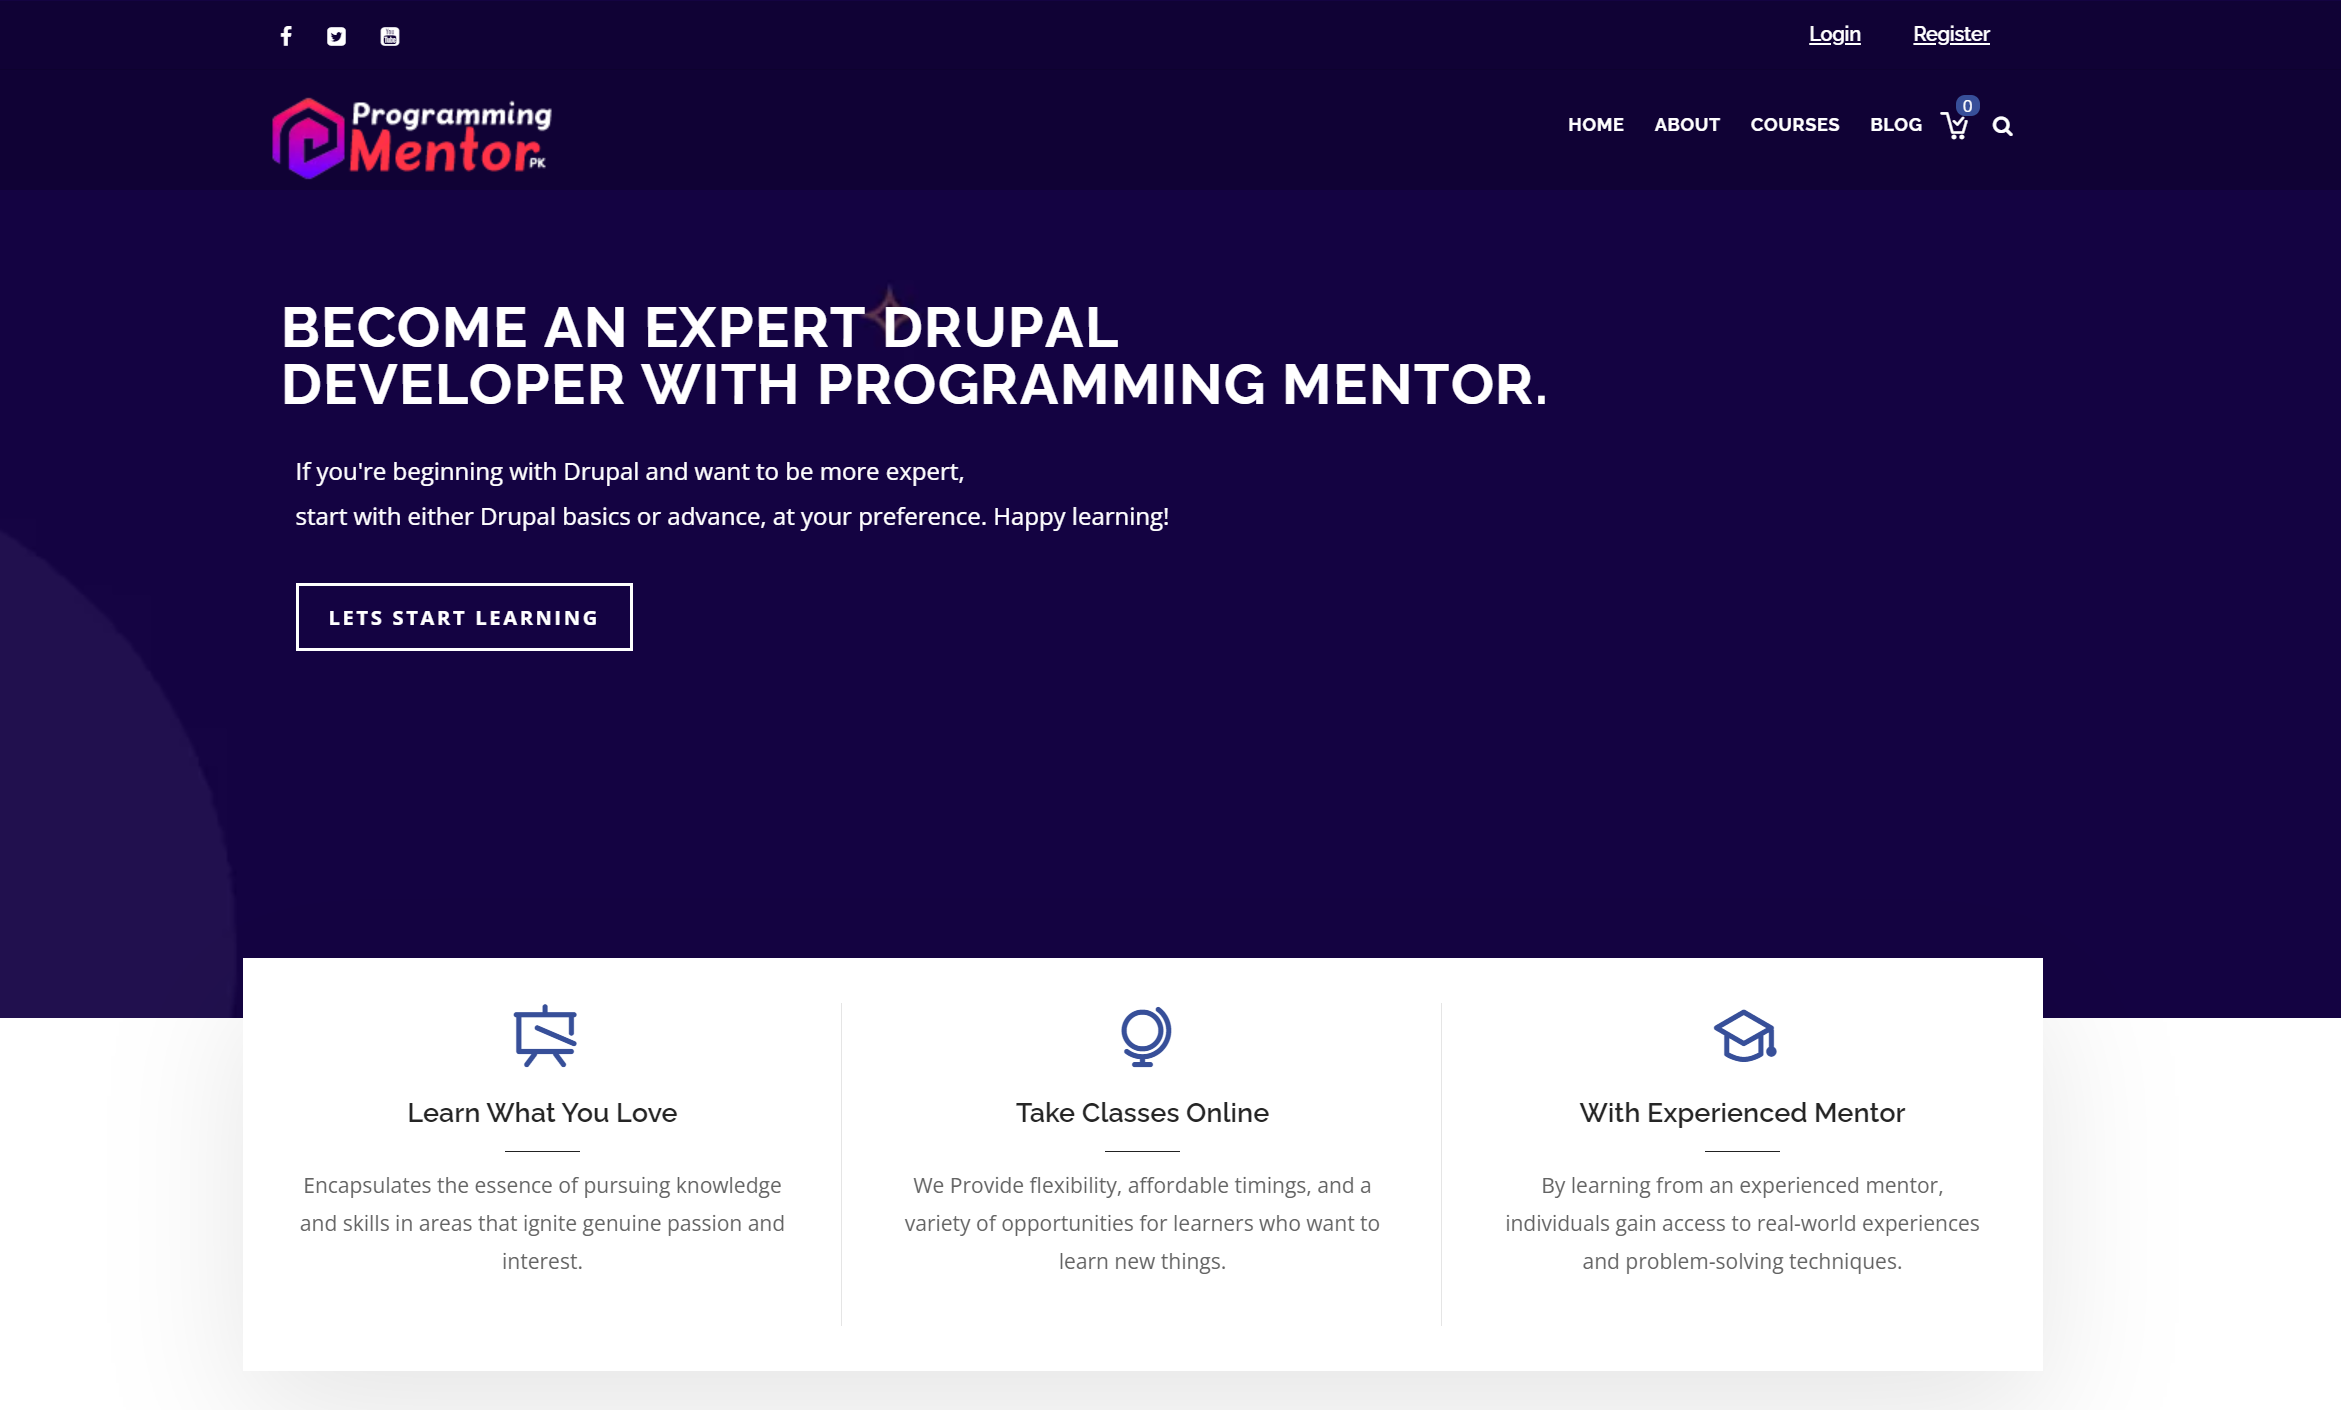 Login Register
Programming
Mentor
PK
HOME ABOUT COURSES BLOG 0
BECOME AN EXPERT DRUPAL
DEVELOPER WITH PROGRAMMING MENTOR.
If you're beginning with Drupal and want to be more expert,
start with either Drupal basics or advance, at your preference. Happy learning!
LETS START LEARNING
Learn What You Love
Encapsulates the essence of pursuing knowledge
and skills in areas that ignite genuine passion and
interest.
Take Classes Online
We Provide flexibility, affordable timings, and a
variety of opportunities for learners who want to
learn new things.
With Experienced Mentor
By learning from an experienced mentor,
individuals gain access to real-world experiences
and problem-solving techniques.